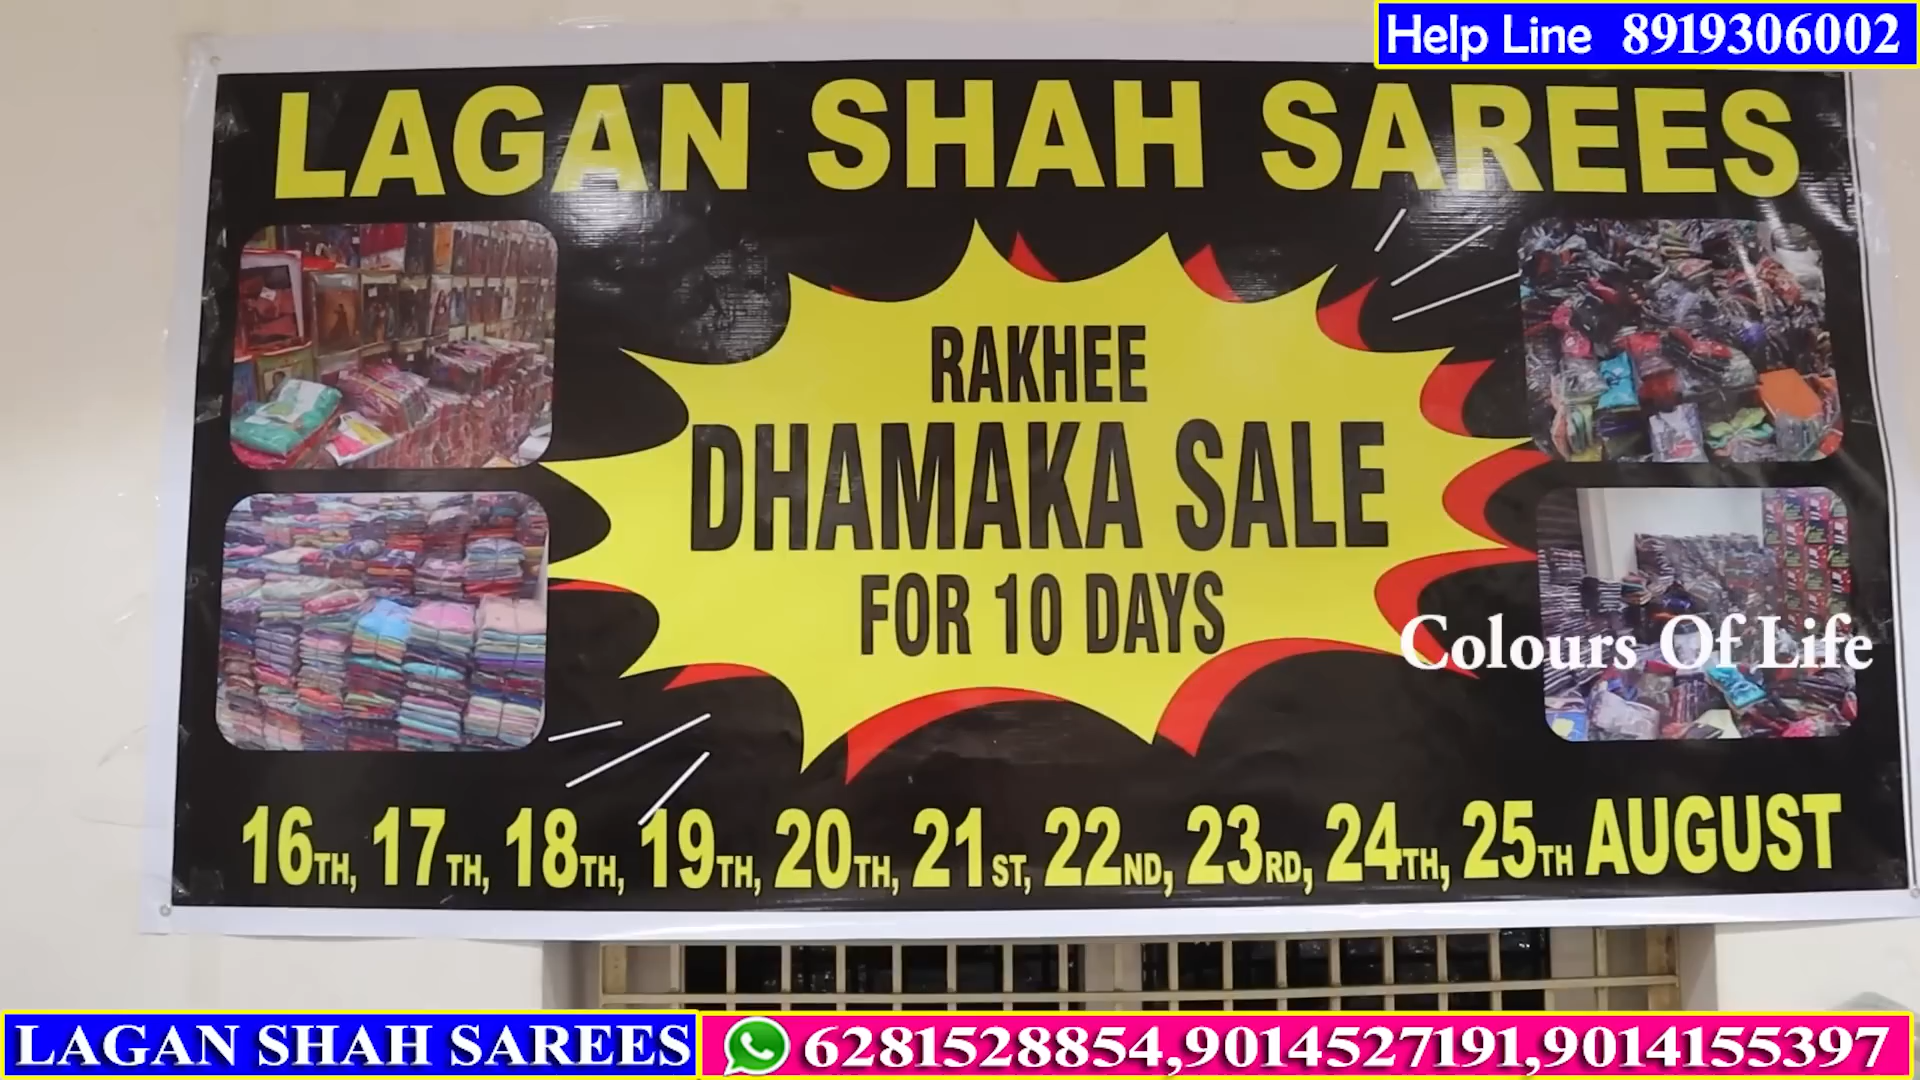 Help Line 8919306002
LAGAN SHAH SAREES
RAKHEE
DHAMAKA SALE
FOR 10 DAYS
Colours Of Life
16TH, 17TH, 18TH, 19TH, 20TH, 21ST, 22ND, 23RD, 24TH, 25TH AUGUST
LAGAN SHAH SAREES 6281528854,9014527191,9014155397